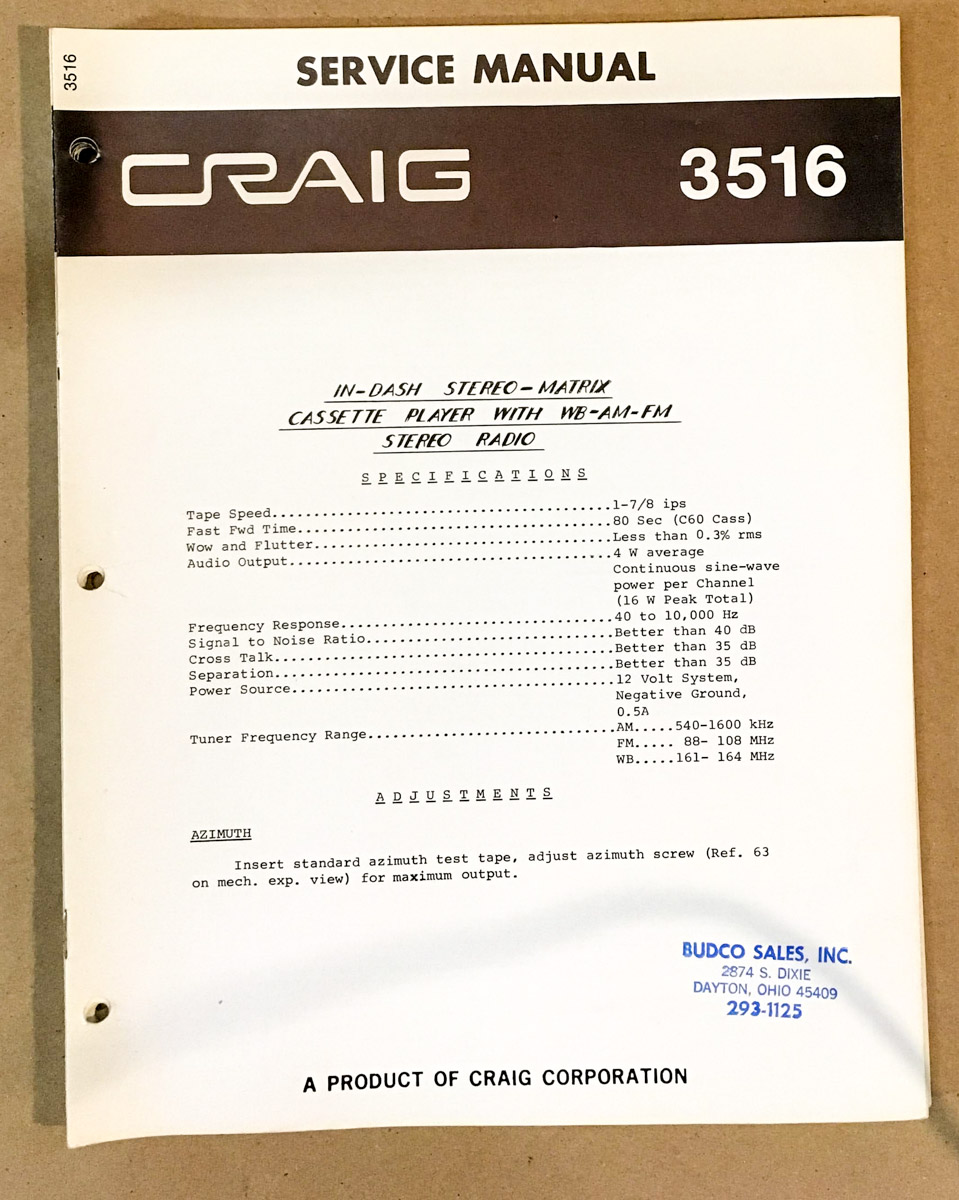 3516
SERVICE MANUAL
CRAIG 3516
IN-DASH STEREO-MATRIX
CASSETTE PLAYER WITH WB-AM-FM
STEREO RADIO
SPECIFICATIONS
Tape Speed........................................1-7/8 ips
Fast Fwd Time.....................................80 Sec (C60 Cass)
Wow and Flutter...................................Less than 0.3% rms
Audio Output......................................4 W average
Continuous sine-wave
power per Channel
(16 W Peak Total)
Frequency Response................................40 to 10,000 Hz
Signal to Noise Ratio.............................Better than 40 dB
Cross Talk........................................Better than 35 dB
Separation........................................Better than 35 dB
Power Source......................................12 Volt System,
Negative Ground,
0.5A
Tuner Frequency Range.............................AM.....540-1600 kHz
FM..... 88- 108 MHz
WB.....161- 164 MHz
ADJUSTMENTS
AZIMUTH
Insert standard azimuth test tape, adjust azimuth screw (Ref. 63
on mech. exp. view) for maximum output.
BUDCO SALES, INC.
2874 S. DIXIE
DAYTON, OHIO 45409
293-1125
A PRODUCT OF CRAIG CORPORATION